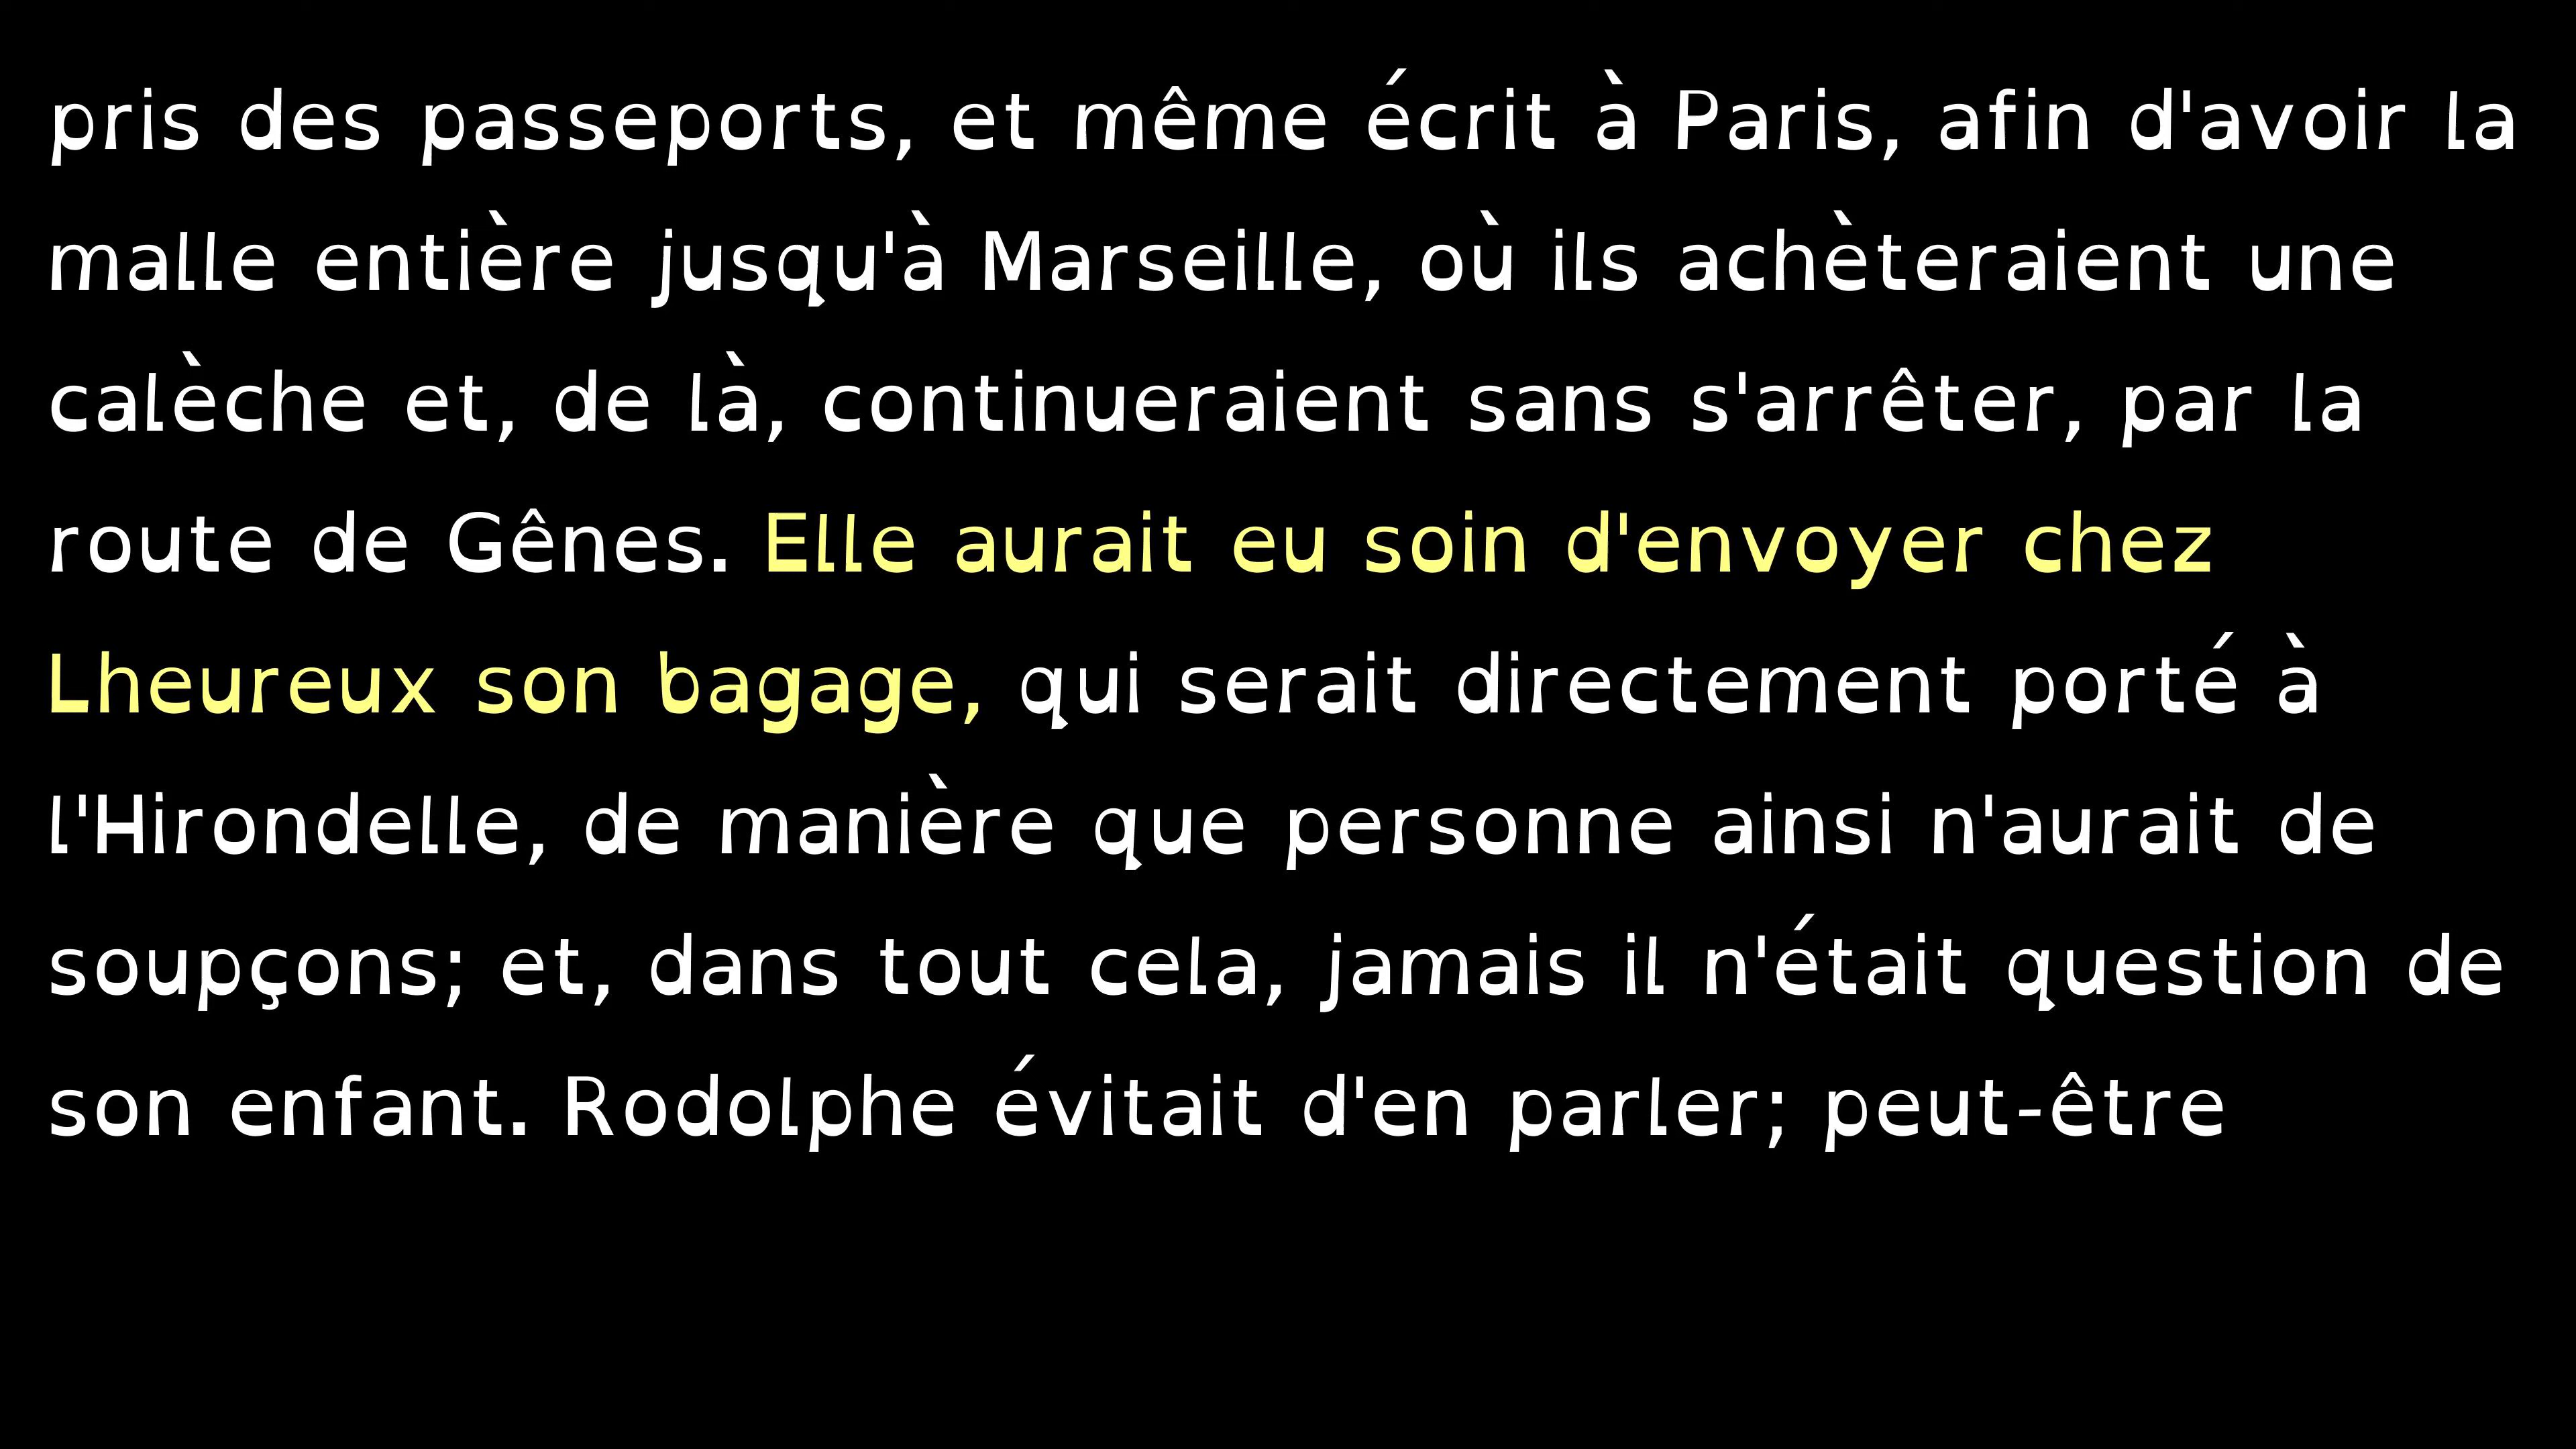 pris des passeports, et même écrit à Paris, afin d'avoir la
malle entière jusqu'à Marseille, où ils achèteraient une
calèche et, de là, continueraient sans s'arrêter, par la
route de Gênes. Elle aurait eu soin d'envoyer chez
Lheureux son bagage, qui serait directement porté à
l'Hirondelle, de manière que personne ainsi n'aurait de
soupçons; et, dans tout cela, jamais il n'était question de
son enfant. Rodolphe évitait d'en parler; peut-être